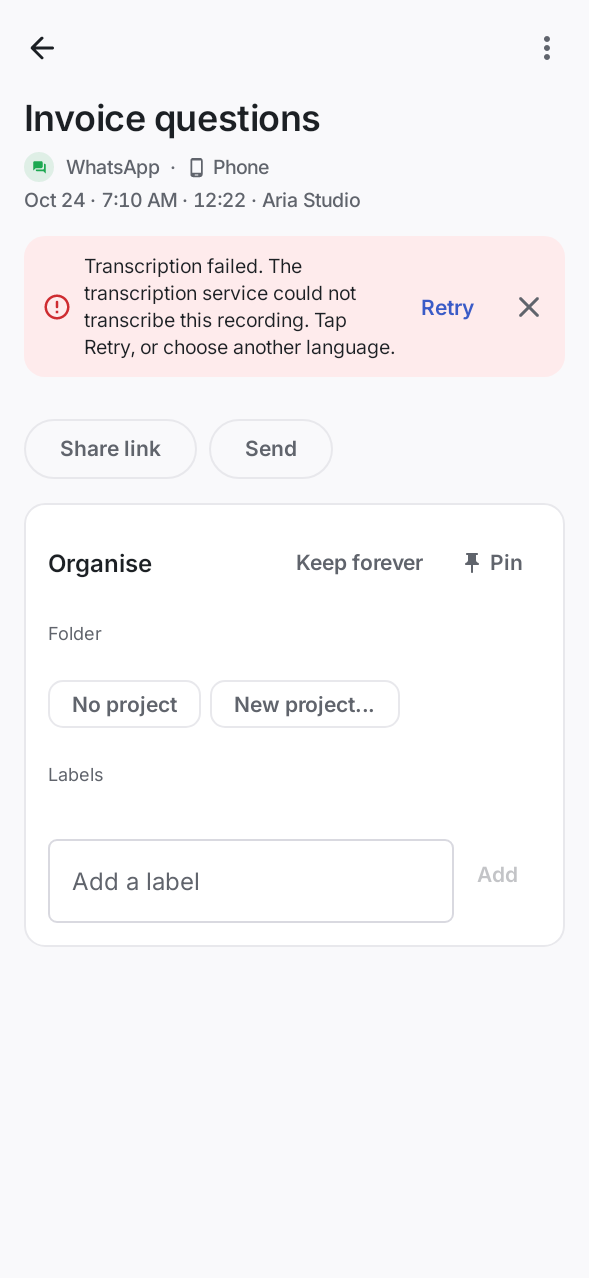 Invoice questions
WhatsApp · Phone
Oct 24 · 7:10 AM · 12:22 · Aria Studio
Transcription failed. The
transcription service could not
transcribe this recording. Tap
Retry, or choose another language.
Retry
Share link
Send
Organise
Keep forever
Pin
Folder
No project
New project...
Labels
Add a label
Add